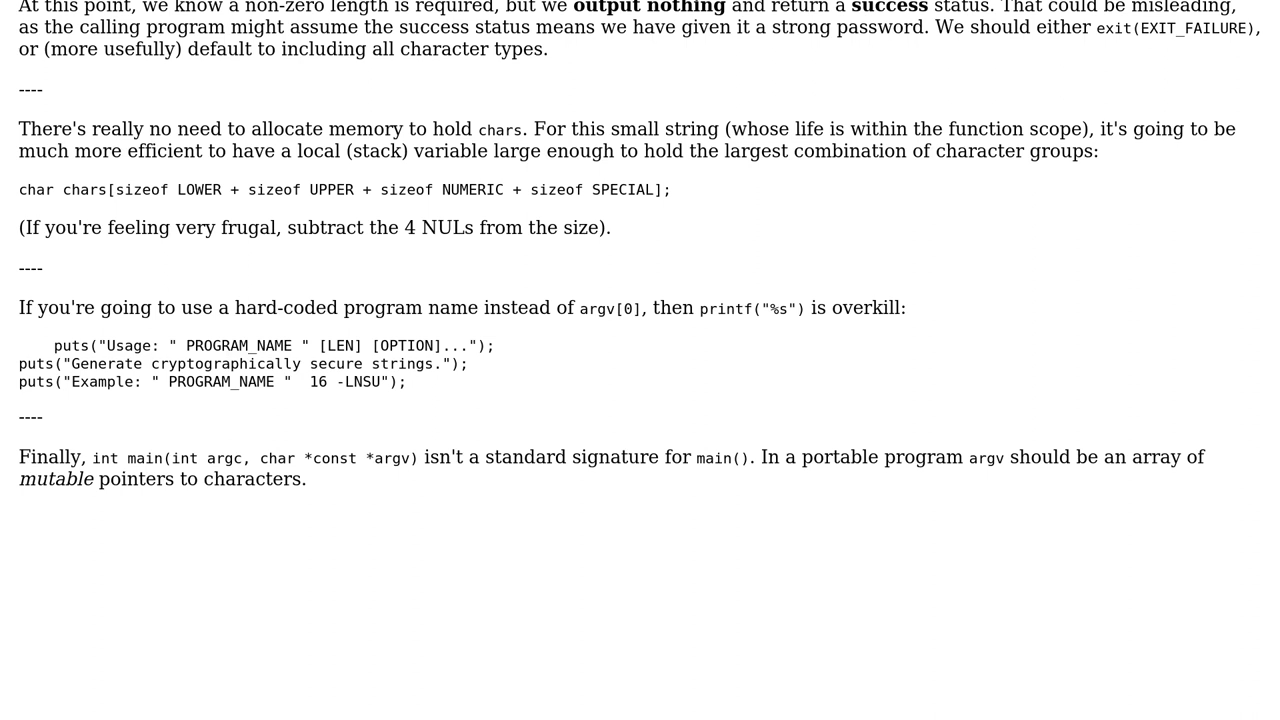 At this point, we know a non-zero length is required, but we output nothing and return a success status. That could be misleading,
as the calling program might assume the success status means we have given it a strong password. We should either exit(EXIT_FAILURE),
or (more usefully) default to including all character types.
----
There's really no need to allocate memory to hold chars. For this small string (whose life is within the function scope), it's going to be
much more efficient to have a local (stack) variable large enough to hold the largest combination of character groups:
char chars[sizeof LOWER + sizeof UPPER + sizeof NUMERIC + sizeof SPECIAL];
(If you're feeling very frugal, subtract the 4 NULs from the size).
----
If you're going to use a hard-coded program name instead of argv[0], then printf("%s") is overkill:
    puts("Usage: " PROGRAM_NAME " [LEN] [OPTION]...");
puts("Generate cryptographically secure strings.");
puts("Example: " PROGRAM_NAME "  16 -LNSU");
----
Finally, int main(int argc, char *const *argv) isn't a standard signature for main(). In a portable program argv should be an array of
mutable pointers to characters.